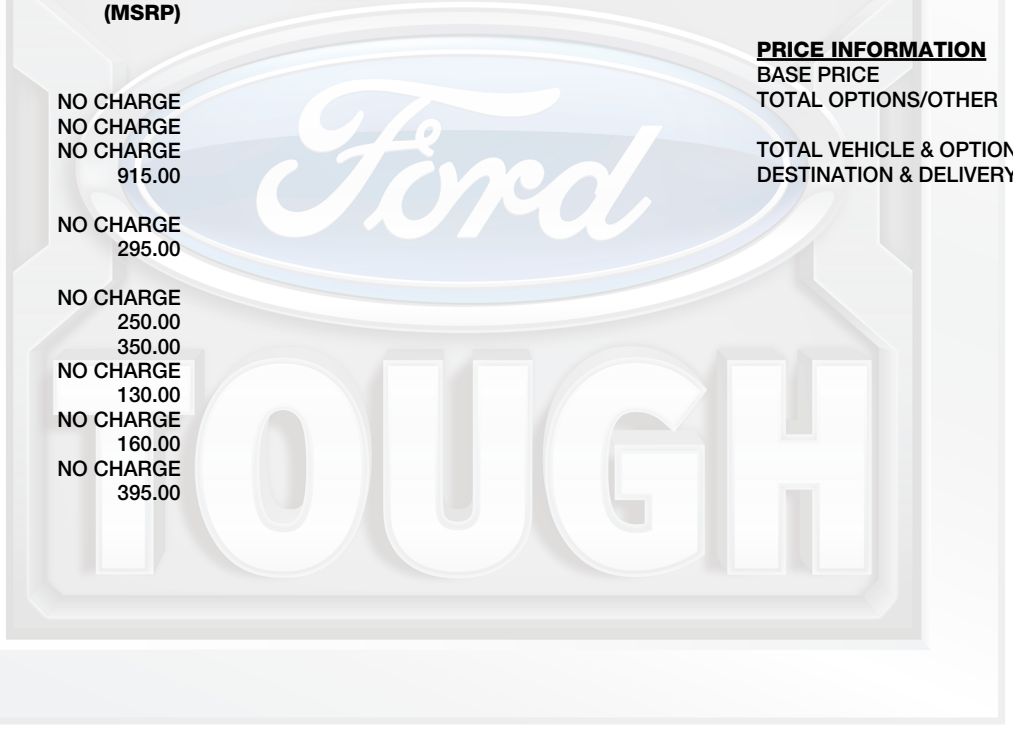 (MSRP)
NO CHARGE
NO CHARGE
NO CHARGE
915.00
NO CHARGE
295.00
NO CHARGE
250.00
350.00
NO CHARGE
130.00
NO CHARGE
160.00
NO CHARGE
395.00
PRICE INFORMATION
BASE PRICE
TOTAL OPTIONS/OTHER
TOTAL VEHICLE & OPTION
DESTINATION & DELIVERY
Ford
TOUGH